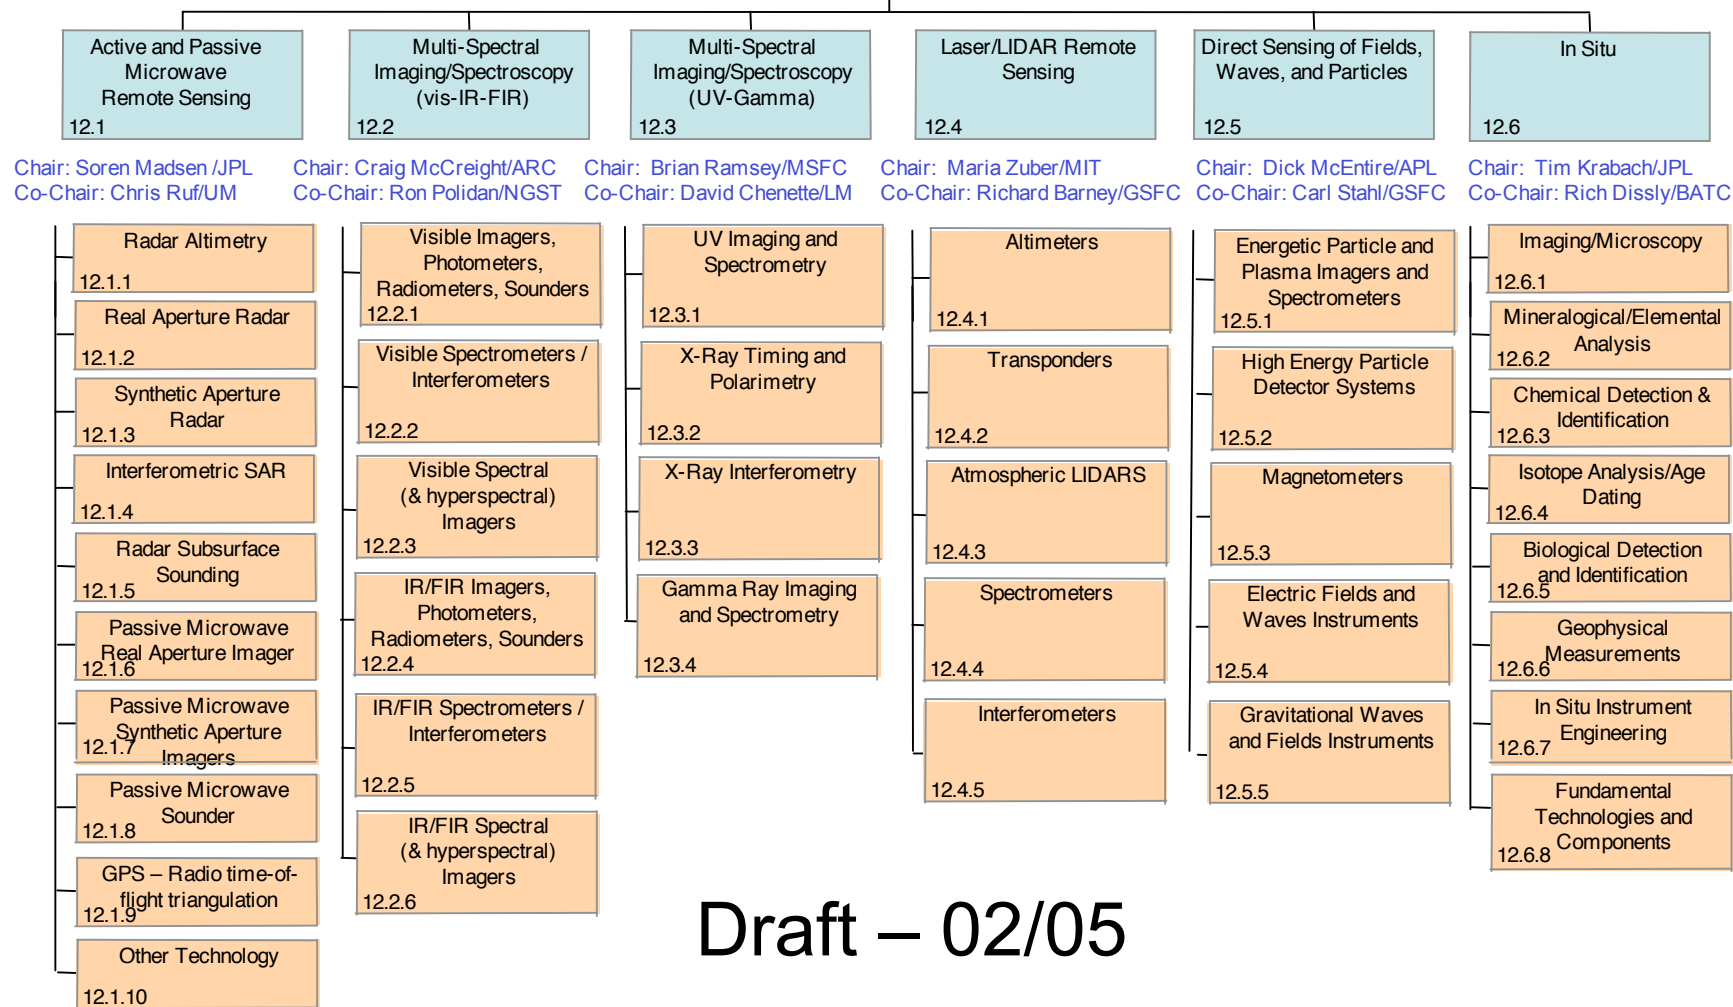 Active and Passive
Microwave
Remote Sensing
12.1
Chair: Soren Madsen /JPL
Co-Chair: Chris Ruf/UM
Radar Altimetry
12.1.1
Real Aperture Radar
12.1.2
Synthetic Aperture
Radar
12.1.3
Interferometric SAR
12.1.4
Radar Subsurface
Sounding
12.1.5
Passive Microwave
Real Aperture Imager
12.1.6
Passive Microwave
Synthetic Aperture
Imagers
12.1.7
Passive Microwave
Sounder
12.1.8
GPS – Radio time-of-
flight triangulation
12.1.9
Other Technology
12.1.10
Multi-Spectral
Imaging/Spectroscopy
(vis-IR-FIR)
12.2
Chair: Craig McCreight/ARC
Co-Chair: Ron Polidan/NGST
Visible Imagers,
Photometers,
Radiometers, Sounders
12.2.1
Visible Spectrometers /
Interferometers
12.2.2
Visible Spectral
(& hyperspectral)
Imagers
12.2.3
IR/FIR Imagers,
Photometers,
Radiometers, Sounders
12.2.4
IR/FIR Spectrometers /
Interferometers
12.2.5
IR/FIR Spectral
(& hyperspectral)
Imagers
12.2.6
Multi-Spectral
Imaging/Spectroscopy
(UV-Gamma)
12.3
Chair: Brian Ramsey/MSFC
Co-Chair: David Chenette/LM
UV Imaging and
Spectrometry
12.3.1
X-Ray Timing and
Polarimetry
12.3.2
X-Ray Interferometry
12.3.3
Gamma Ray Imaging
and Spectrometry
12.3.4
Laser/LIDAR Remote
Sensing
12.4
Chair: Maria Zuber/MIT
Co-Chair: Richard Barney/GSFC
Altimeters
12.4.1
Transponders
12.4.2
Atmospheric LIDARS
12.4.3
Spectrometers
12.4.4
Interferometers
12.4.5
Direct Sensing of Fields,
Waves, and Particles
12.5
Chair: Dick McEntire/APL
Co-Chair: Carl Stahl/GSFC
Energetic Particle and
Plasma Imagers and
Spectrometers
12.5.1
High Energy Particle
Detector Systems
12.5.2
Magnetometers
12.5.3
Electric Fields and
Waves Instruments
12.5.4
Gravitational Waves
and Fields Instruments
12.5.5
In Situ
12.6
Chair: Tim Krabach/JPL
Co-Chair: Rich Dissly/BATC
Imaging/Microscopy
12.6.1
Mineralogical/Elemental
Analysis
12.6.2
Chemical Detection &
Identification
12.6.3
Isotope Analysis/Age
Dating
12.6.4
Biological Detection
and Identification
12.6.5
Geophysical
Measurements
12.6.6
In Situ Instrument
Engineering
12.6.7
Fundamental
Technologies and
Components
12.6.8
Draft – 02/05